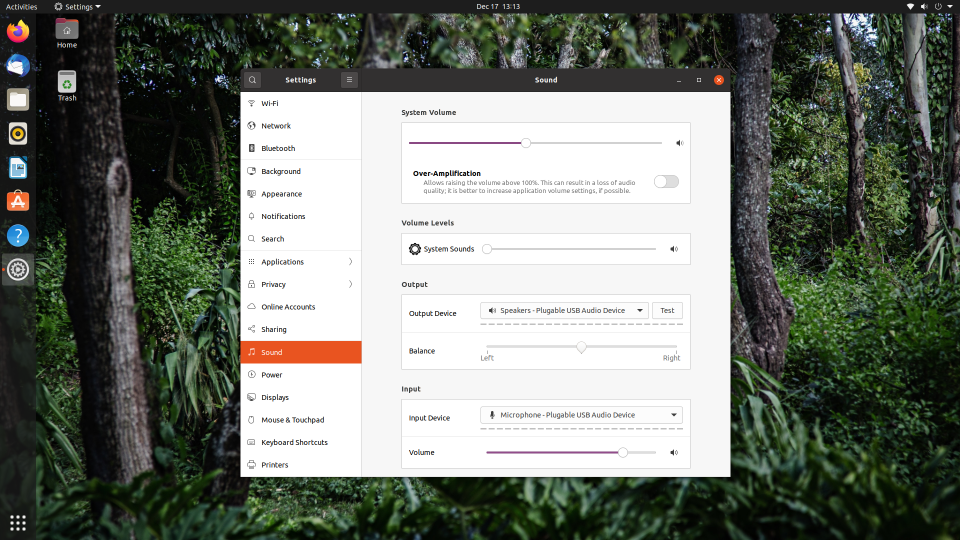 Activities
Settings
Dec 17 13:13
Home
Trash
Settings
Sound
Wi-Fi
Network
Bluetooth
Background
Appearance
Notifications
Search
Applications
Privacy
Online Accounts
Sharing
Sound
Power
Displays
Mouse & Touchpad
Keyboard Shortcuts
Printers
System Volume
Over-Amplification
Allows raising the volume above 100%. This can result in a loss of audio
quality; it is better to increase application volume settings, if possible.
Volume Levels
System Sounds
Output
Output Device
Speakers - Plugable USB Audio Device
Test
Balance
Left
Right
Input
Input Device
Microphone - Plugable USB Audio Device
Volume